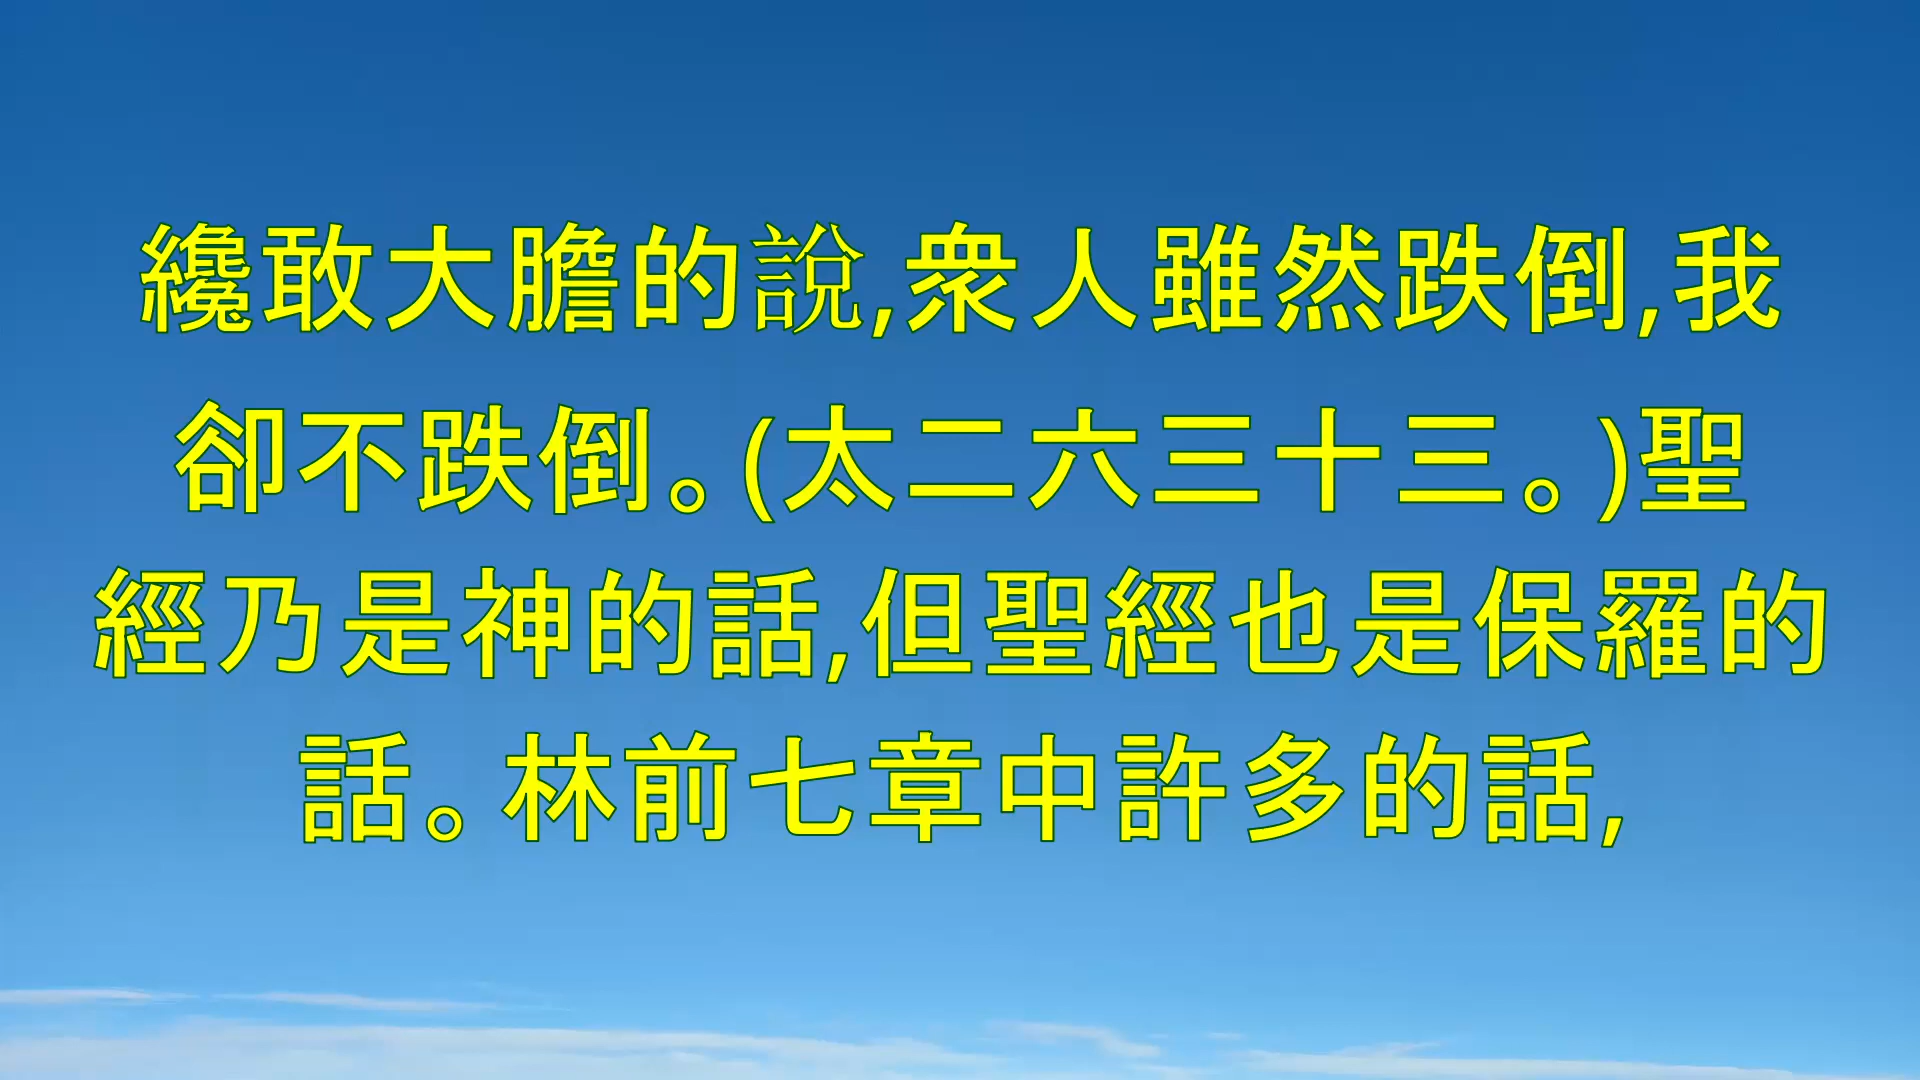 纔敢大膽的說,衆人雖然跌倒,我
卻不跌倒。(太二六三十三。)聖
經乃是神的話,但聖經也是保羅的
話。林前七章中許多的話,